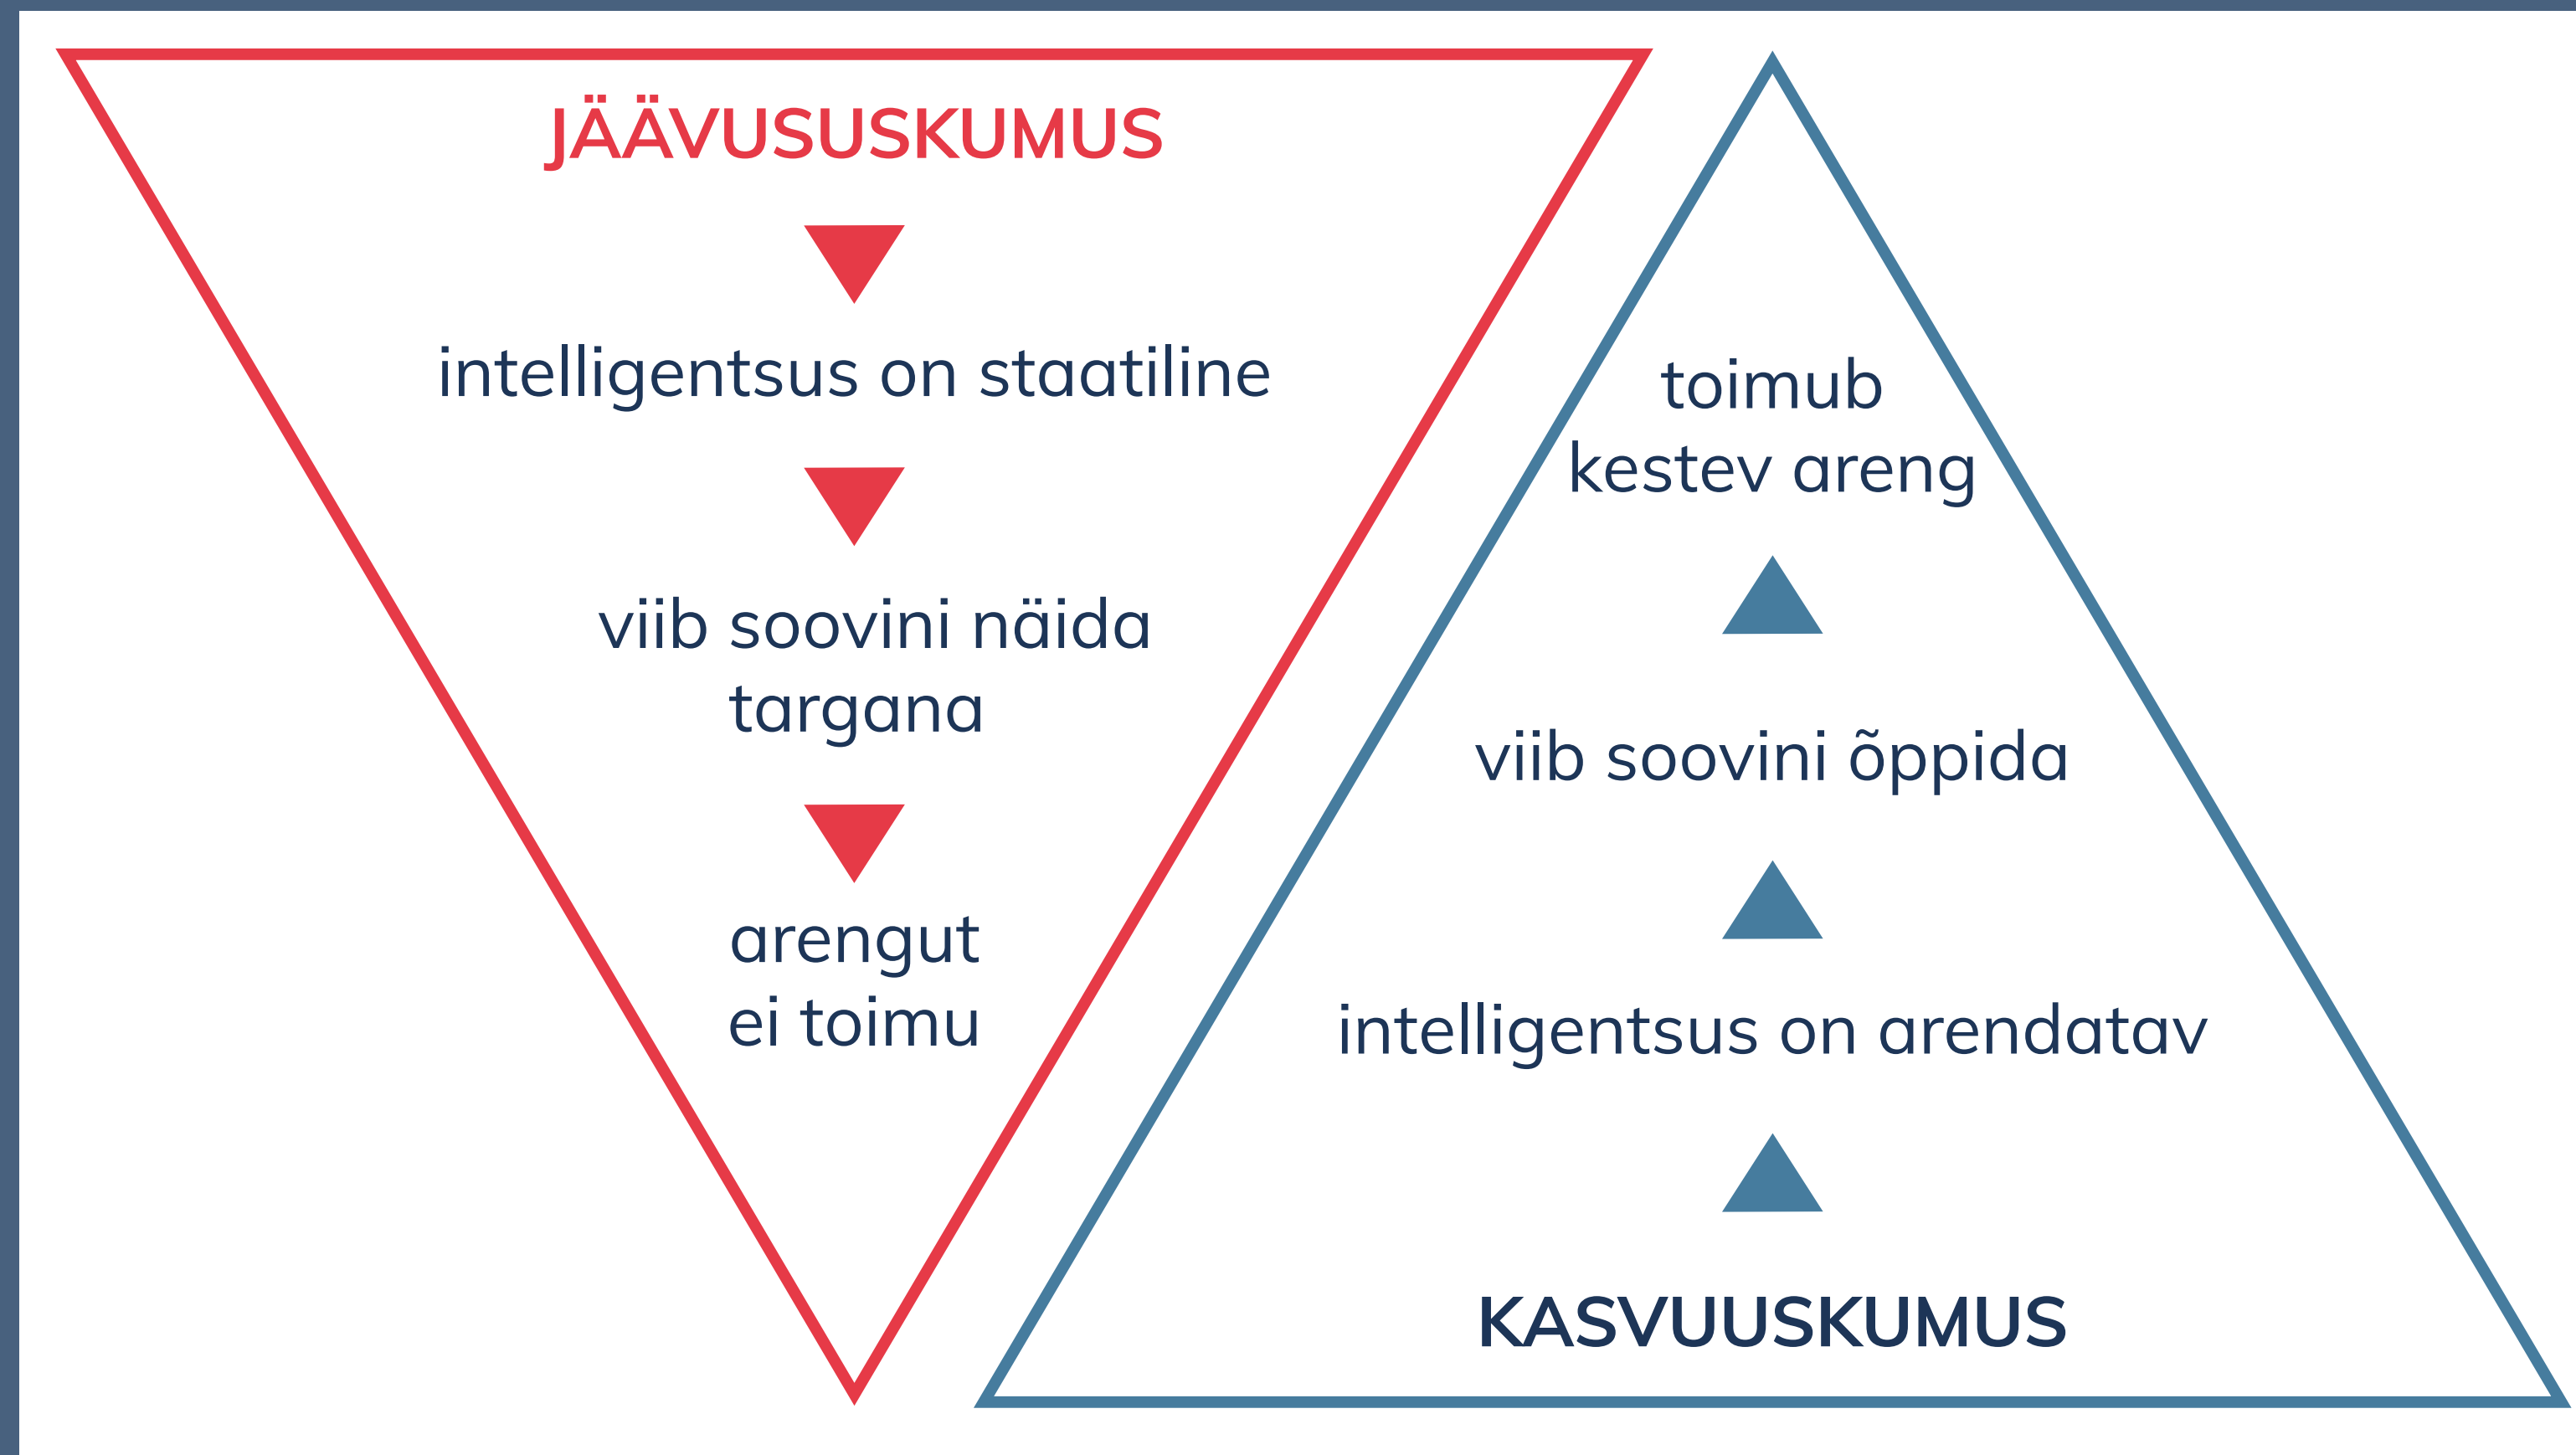 JÄÄVUSUSKUMUS
intelligentsus on staatiline
viib soovini näida
targana
arengut
ei toimu
toimub
kestev areng
viib soovini õppida
intelligentsus on arendatav
KASVUUSKUMUS